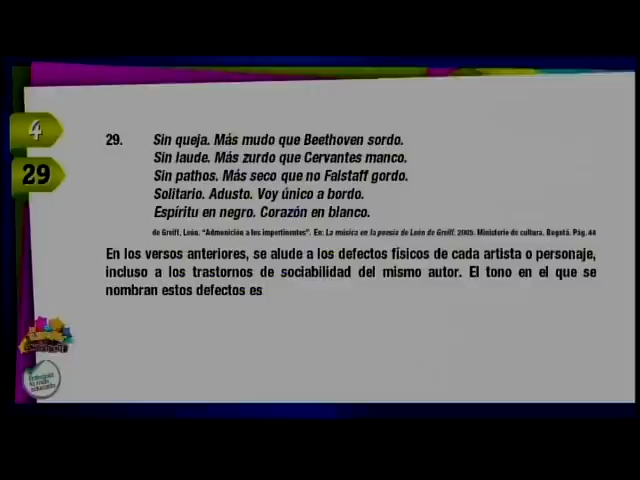 4
29
29. Sin queja. Más mudo que Beethoven sordo.
Sin laude. Más zurdo que Cervantes manco.
Sin pathos. Más seco que no Falstaff gordo.
Solitario. Adusto. Voy único a bordo.
Espíritu en negro. Corazón en blanco.
de Greiff, León. "Admonición a los impertinentes". En: La música en la poesía de León de Greiff. 2005. Ministerio de cultura. Bogotá. Pág. 44
En los versos anteriores, se alude a los defectos físicos de cada artista o personaje,
incluso a los trastornos de sociabilidad del mismo autor. El tono en el que se
nombran estos defectos es